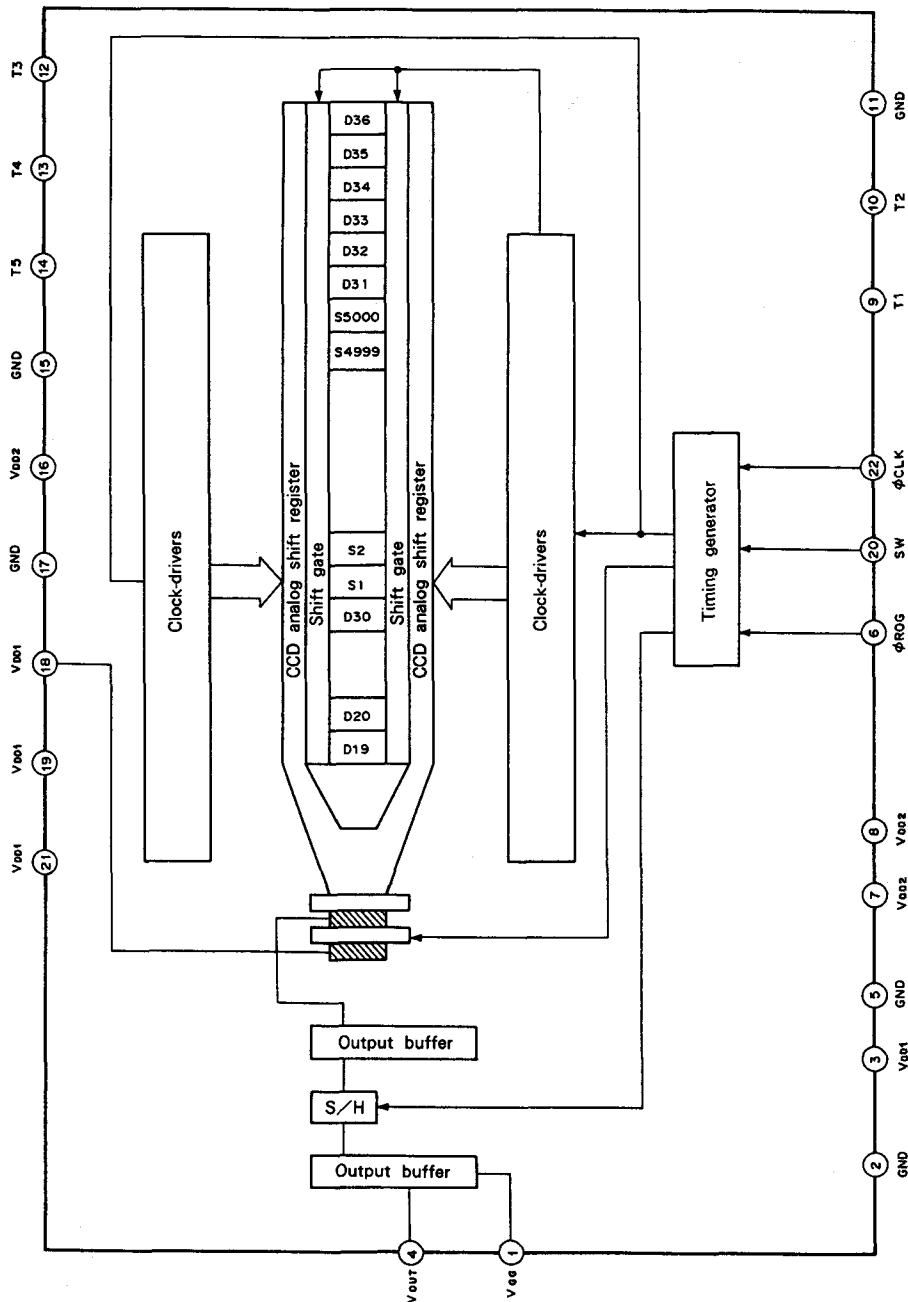 T3
12
T4
13
T5
14
GND
15
VDD2
16
GND
17
VDD1
18
VDD1
19
VDD1
21
Clock-drivers
CCD analog shift register
Shift gate
D36
D35
D34
D33
D32
D31
S5000
S4999
S2
S1
D30
D20
D19
Shift gate
CCD analog shift register
Clock-drivers
Timing generator
Output buffer
S/H
Output buffer
11
GND
10
T2
9
T1
22
φCLK
20
SW
6
φROG
8
VDD2
7
VDD2
5
GND
3
VDD1
2
GND
VOUT
4
VGG
1